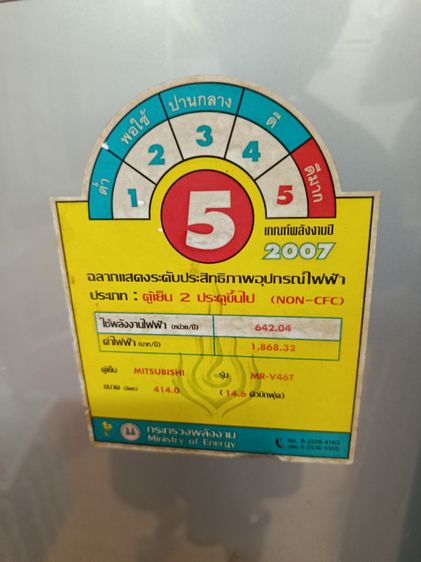 ต่ำ พอใช้ ปานกลาง ดี ดีมาก
1 2 3 4 5
5
เกณฑ์พลังงานปี
2007
ฉลากแสดงระดับประสิทธิภาพอุปกรณ์ไฟฟ้า
ประเภท : ตู้เย็น 2 ประตูขึ้นไป (NON-CFC)
ใช้พลังงานไฟฟ้า (หน่วย/ปี) 642.04
ค่าไฟฟ้า (บาท/ปี) 1,868.32
ตู้เย็น MITSUBISHI รุ่น MR-V46T
ขนาด (ลิตร) 414.0 (14.6 คิวบิกฟุต)
กระทรวงพลังงาน
Ministry of Energy